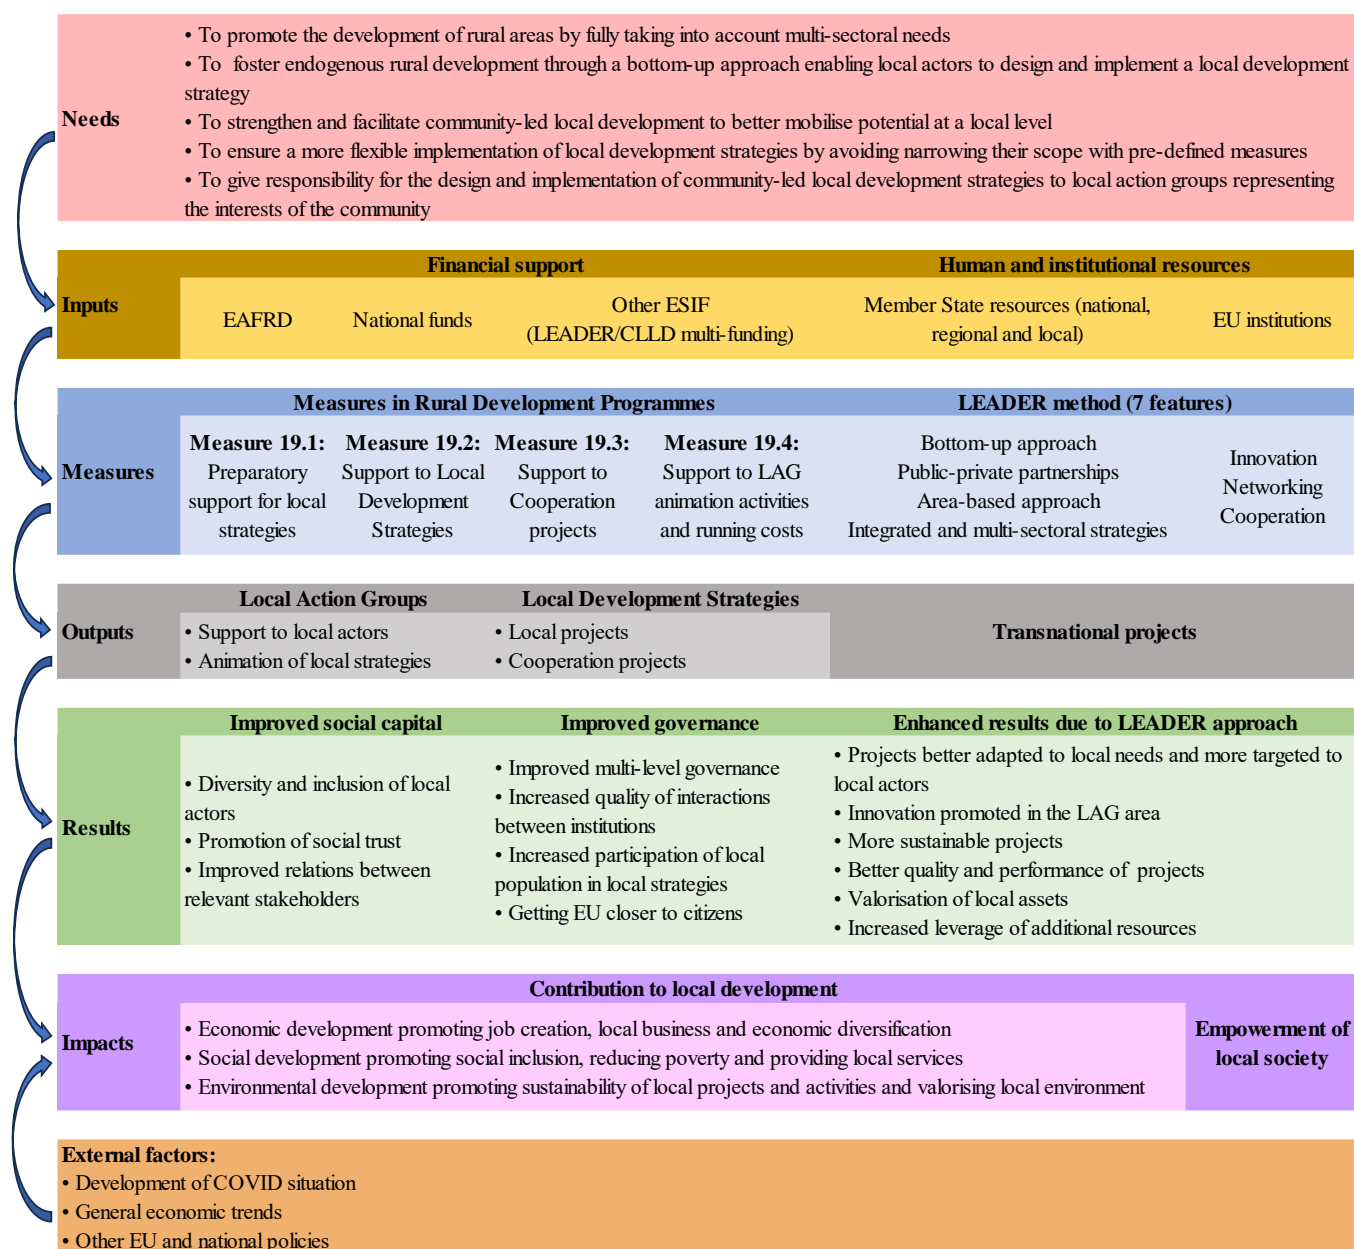 • To promote the development of rural areas by fully taking into account multi-sectoral needs
• To  foster endogenous rural development through a bottom-up approach enabling local actors to design and implement a local development
strategy
Needs
• To strengthen and facilitate community-led local development to better mobilise potential at a local level
• To ensure a more flexible implementation of local development strategies by avoiding narrowing their scope with pre-defined measures
• To give responsibility for the design and implementation of community-led local development strategies to local action groups representing
the interests of the community
Inputs
Financial support
Human and institutional resources
EAFRD
National funds
Other ESIF
(LEADER/CLLD multi-funding)
Member State resources (national,
regional and local)
EU institutions
Measures
Measures in Rural Development Programmes
LEADER method (7 features)
Measure 19.1:
Preparatory
support for local
strategies
Measure 19.2:
Support to Local
Development
Strategies
Measure 19.3:
Support to
Cooperation
projects
Measure 19.4:
Support to LAG
animation activities
and running costs
Bottom-up approach
Public-private partnerships
Area-based approach
Integrated and multi-sectoral strategies
Innovation
Networking
Cooperation
Outputs
Local Action Groups
• Support to local actors
• Animation of local strategies
Local Development Strategies
• Local projects
• Cooperation projects
Transnational projects
Results
Improved social capital
• Diversity and inclusion of local
actors
• Promotion of social trust
• Improved relations between
relevant stakeholders
Improved governance
• Improved multi-level governance
• Increased quality of interactions
between institutions
• Increased participation of local
population in local strategies
• Getting EU closer to citizens
Enhanced results due to LEADER approach
• Projects better adapted to local needs and more targeted to
local actors
• Innovation promoted in the LAG area
• More sustainable projects
• Better quality and performance of  projects
• Valorisation of local assets
• Increased leverage of additional resources
Impacts
Contribution to local development
• Economic development promoting job creation, local business and economic diversification
• Social development promoting social inclusion, reducing poverty and providing local services
• Environmental development promoting sustainability of local projects and activities and valorising local environment
Empowerment of
local society
External factors:
• Development of COVID situation
• General economic trends
• Other EU and national policies